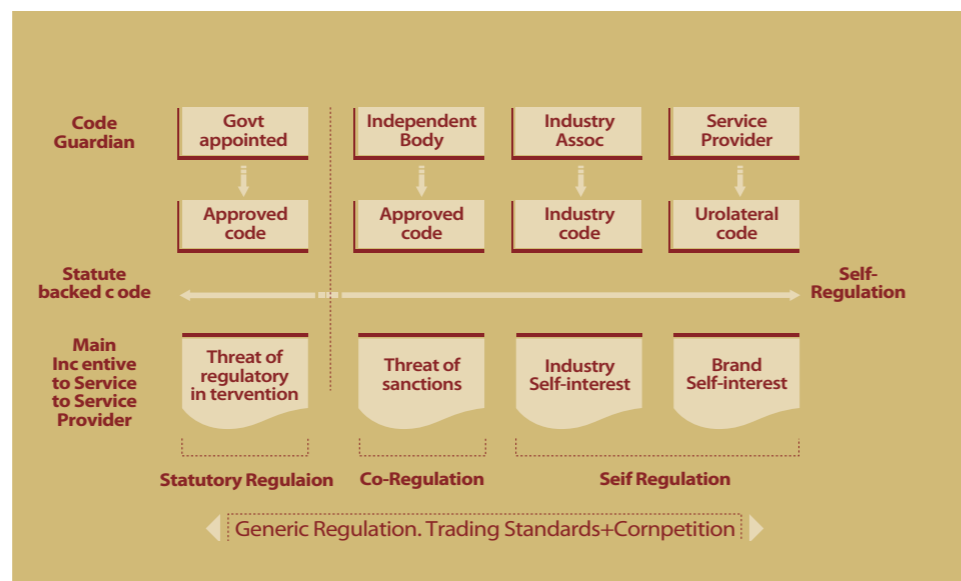 Code
Guardian
Govt
appointed
Independent
Body
Industry
Assoc
Service
Provider
Approved
code
Approved
code
Industry
code
Urolateral
code
Statute
backed c ode
Self-
Regulation
Main
Inc entive
to Service
to Service
Provider
Threat of
regulatory
in tervention
Threat of
sanctions
Industry
Self-interest
Brand
Self-interest
Statutory Regulaion
Co-Regulation
Seif Regulation
Generic Regulation. Trading Standards+Cornpetition